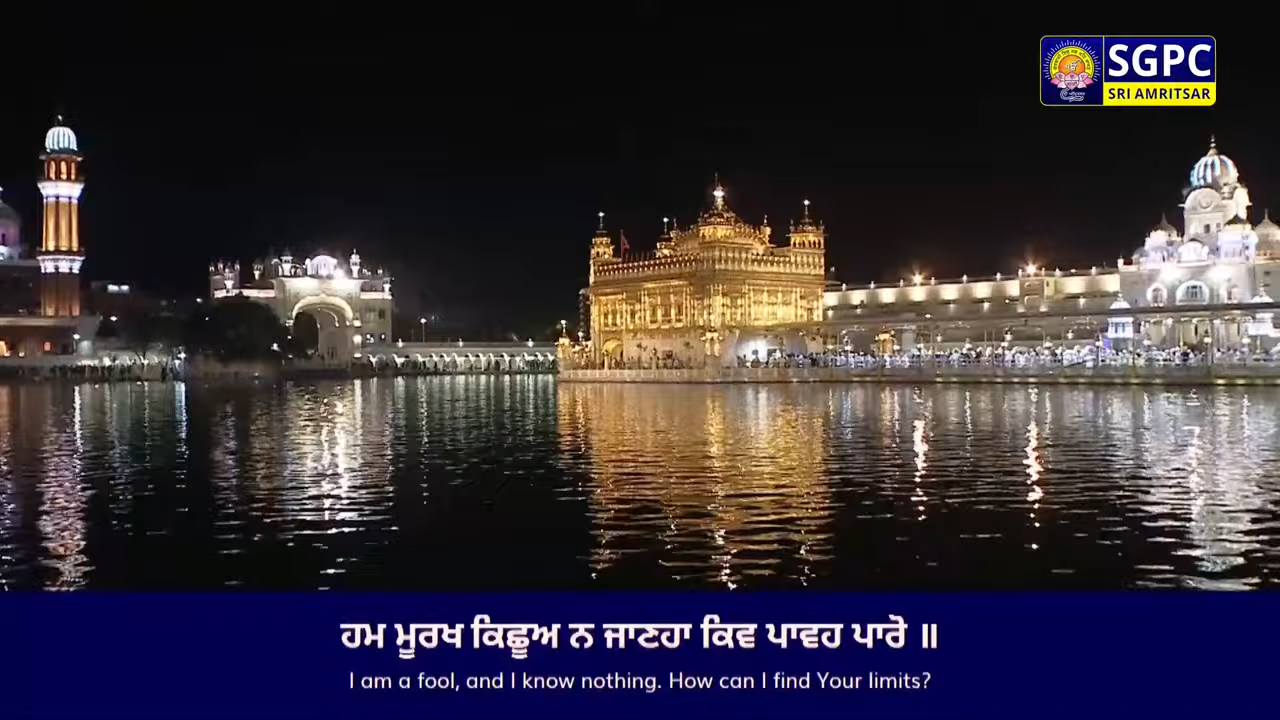 SGPC
SRI AMRITSAR
ਹਮ ਮੂਰਖ ਕਿਛੂਅ ਨ ਜਾਣਹਾ ਕਿਵ ਪਾਵਹ ਪਾਰੋ ॥
I am a fool, and I know nothing. How can I find Your limits?